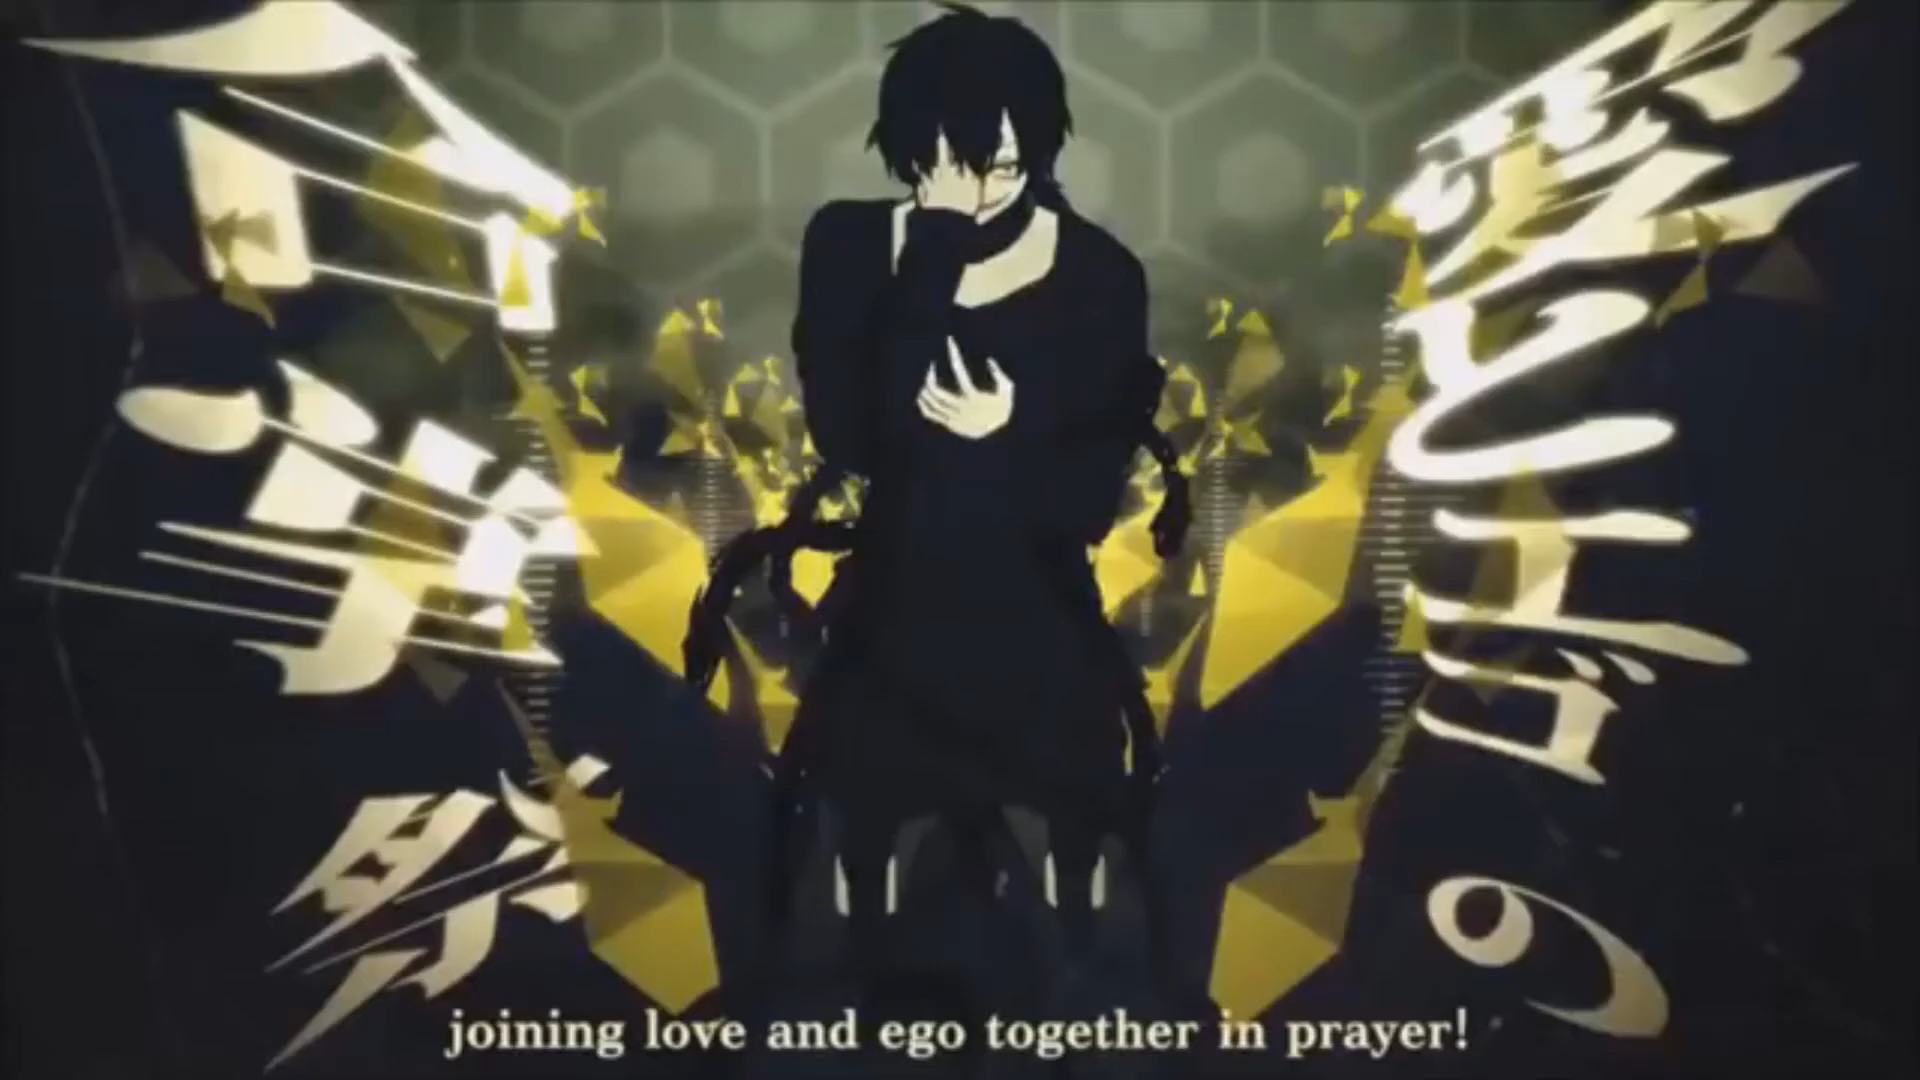 愛とエゴの
合掌祭
joining love and ego together in prayer!